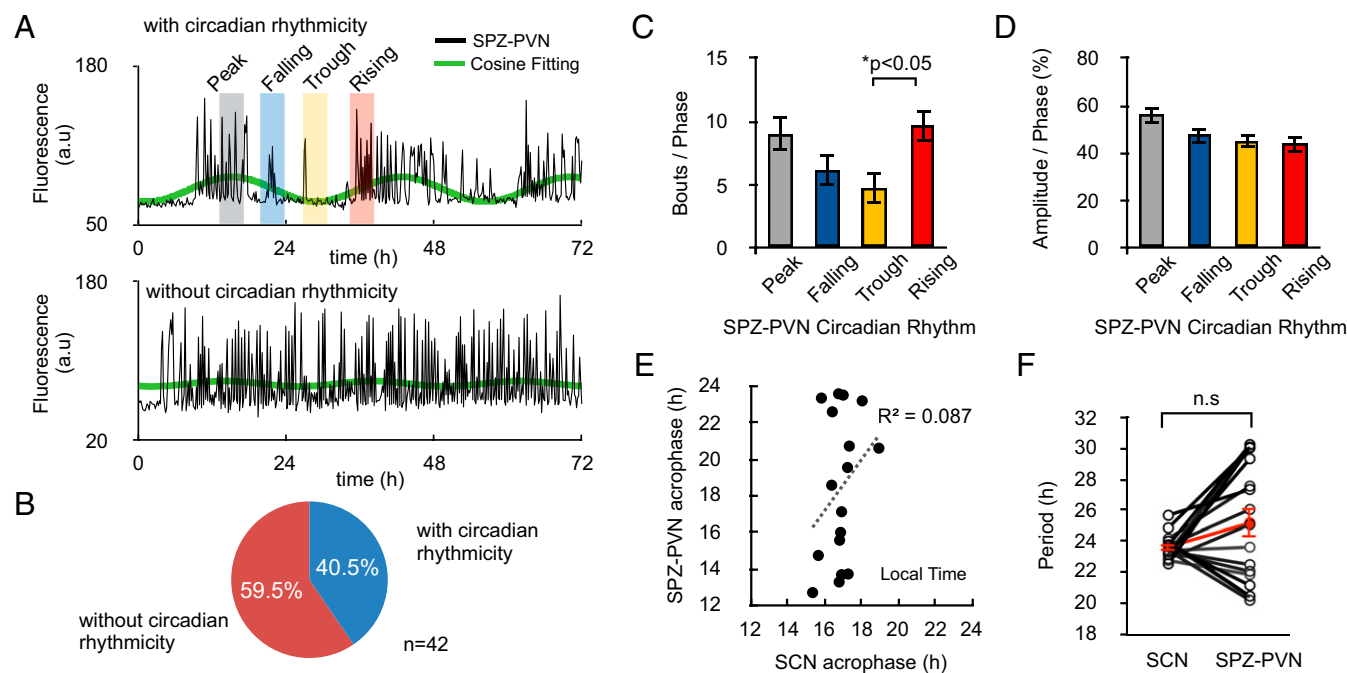 A
with circadian rhythmicity
SPZ-PVN
Cosine Fitting
Peak
Falling
Trough
Rising
Fluorescence
(a.u)
180
50
0
24
48
72
time (h)
without circadian rhythmicity
Fluorescence
(a.u)
180
20
0
24
48
72
time (h)
B
with circadian
rhythmicity
40.5%
59.5%
without circadian
rhythmicity
n=42
C
*p<0.05
Bouts / Phase
15
10
5
0
Peak
Falling
Trough
Rising
SPZ-PVN Circadian Rhythm
D
Amplitude / Phase (%)
80
60
40
20
0
Peak
Falling
Trough
Rising
SPZ-PVN Circadian Rhythm
E
SPZ-PVN acrophase (h)
24
22
20
18
16
14
12
R² = 0.087
Local Time
12
14
16
18
20
22
24
SCN acrophase (h)
F
n.s
Period (h)
32
30
28
26
24
22
20
18
SCN
SPZ-PVN